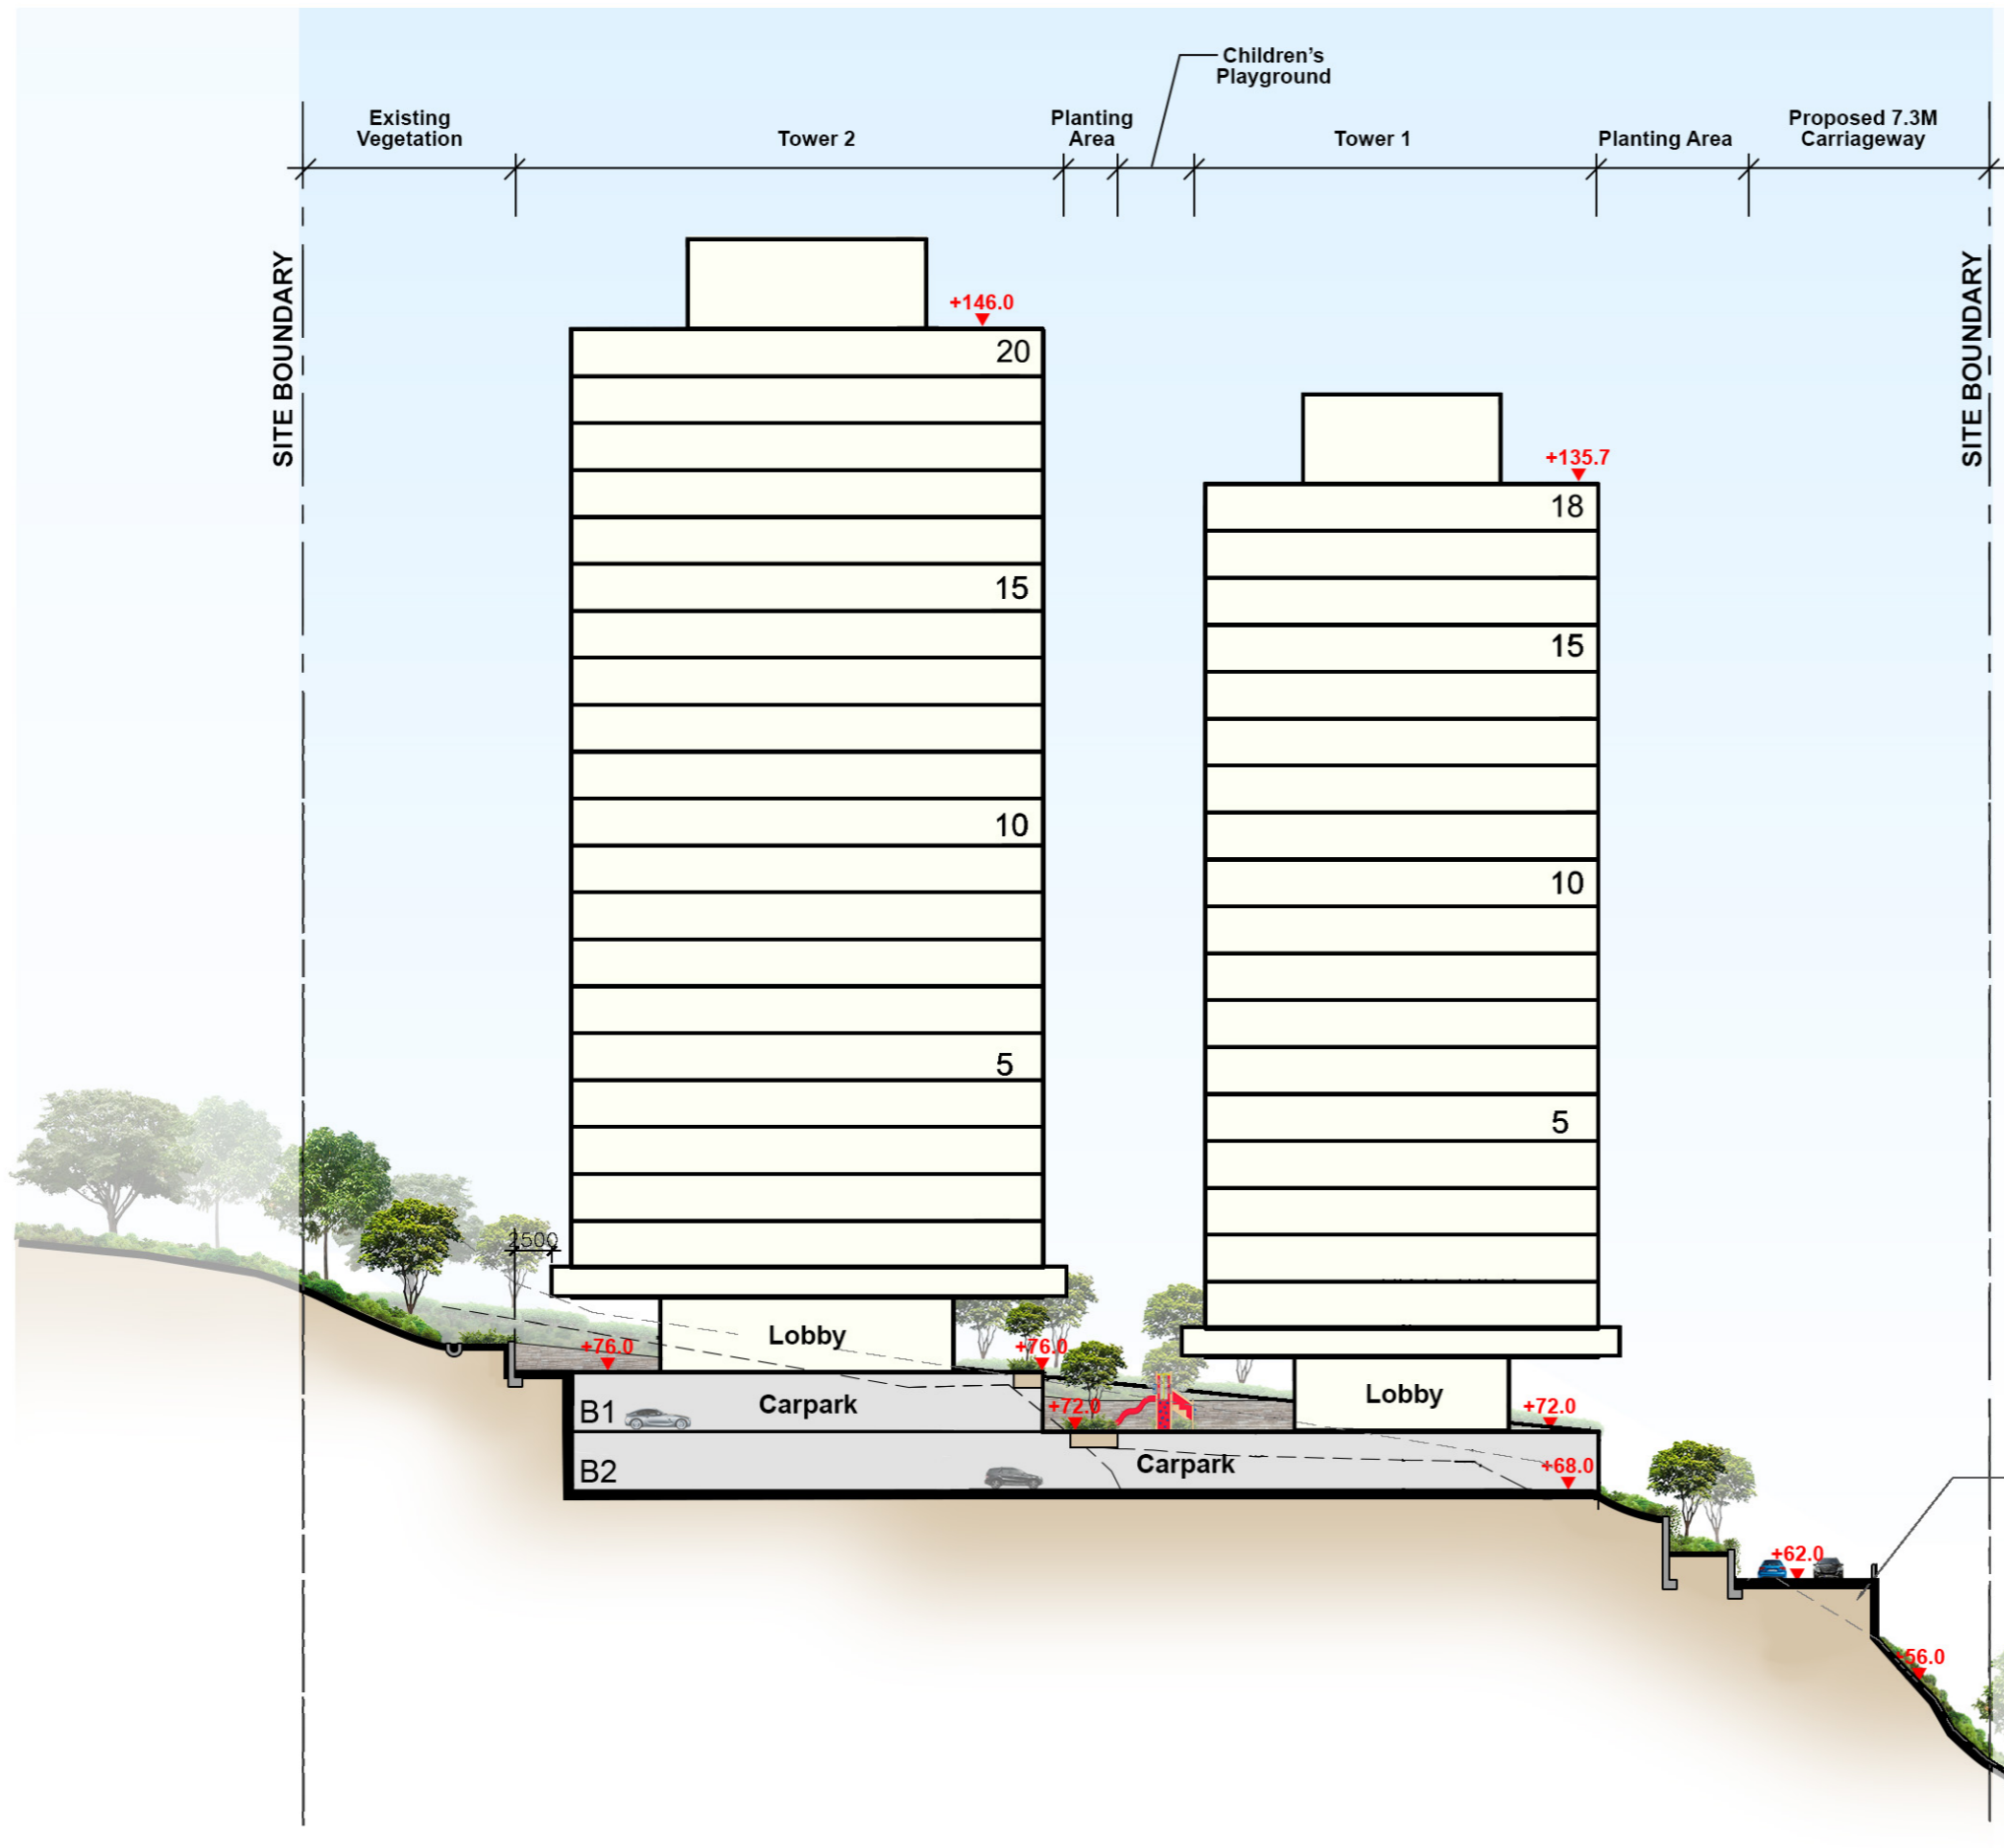 Children's
Playground
Existing
Vegetation
Tower 2
Planting
Area
Tower 1
Planting Area
Proposed 7.3M
Carriageway
SITE BOUNDARY
SITE BOUNDARY
+146.0
20
+135.7
18
15
15
10
10
5
5
2500
Lobby
+76.0
+76.0
Lobby
B1
Carpark
+72.0
+72.0
B2
Carpark
+68.0
+62.0
+56.0